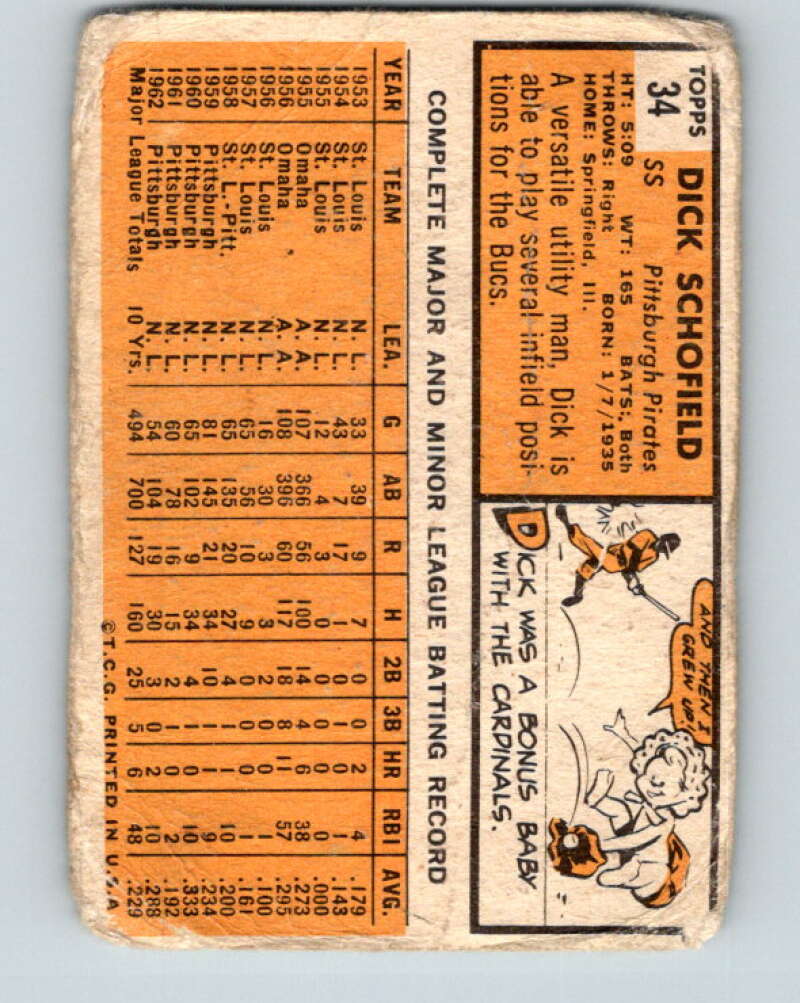 TOPPS
34
DICK SCHOFIELD
SS Pittsburgh Pirates
HT: 5:09 WT: 165 BATS: Both
THROWS: Right BORN: 1/7/1935
HOME: Springfield, Ill.
A versatile utility man, Dick is
able to play several infield posi-
tions for the Bucs.
AND THEN I
GREW UP!
DICK WAS A BONUS BABY
WITH THE CARDINALS.
COMPLETE MAJOR AND MINOR LEAGUE BATTING RECORD
YEAR TEAM LEA. G AB R H 2B 3B HR RBI AVG.
1953 St. Louis N. L. 33 39 9 7 0 0 2 4 .179
1954 St. Louis N. L. 43 7 17 1 0 1 0 1 .143
1955 St. Louis N. L. 12 4 3 0 0 0 0 0 .000
1955 Omaha A. A. 107 366 56 100 14 4 6 38 .273
1956 Omaha A. A. 108 396 60 117 18 8 11 57 .295
1956 St. Louis N. L. 16 30 3 3 2 0 0 1 .100
1957 St. Louis N. L. 65 56 10 9 0 0 0 1 .161
1958 St. L.-Pitt. N. L. 65 135 20 27 4 1 1 10 .200
1959 Pittsburgh N. L. 81 145 21 34 10 1 1 9 .234
1960 Pittsburgh N. L. 65 102 9 34 4 1 0 10 .333
1961 Pittsburgh N. L. 60 78 16 15 2 1 0 2 .192
1962 Pittsburgh N. L. 54 104 19 30 3 0 2 10 .288
Major League Totals 10 Yrs. 494 700 127 160 25 5 6 48 .229
©T.C.G. PRINTED IN U.S.A.